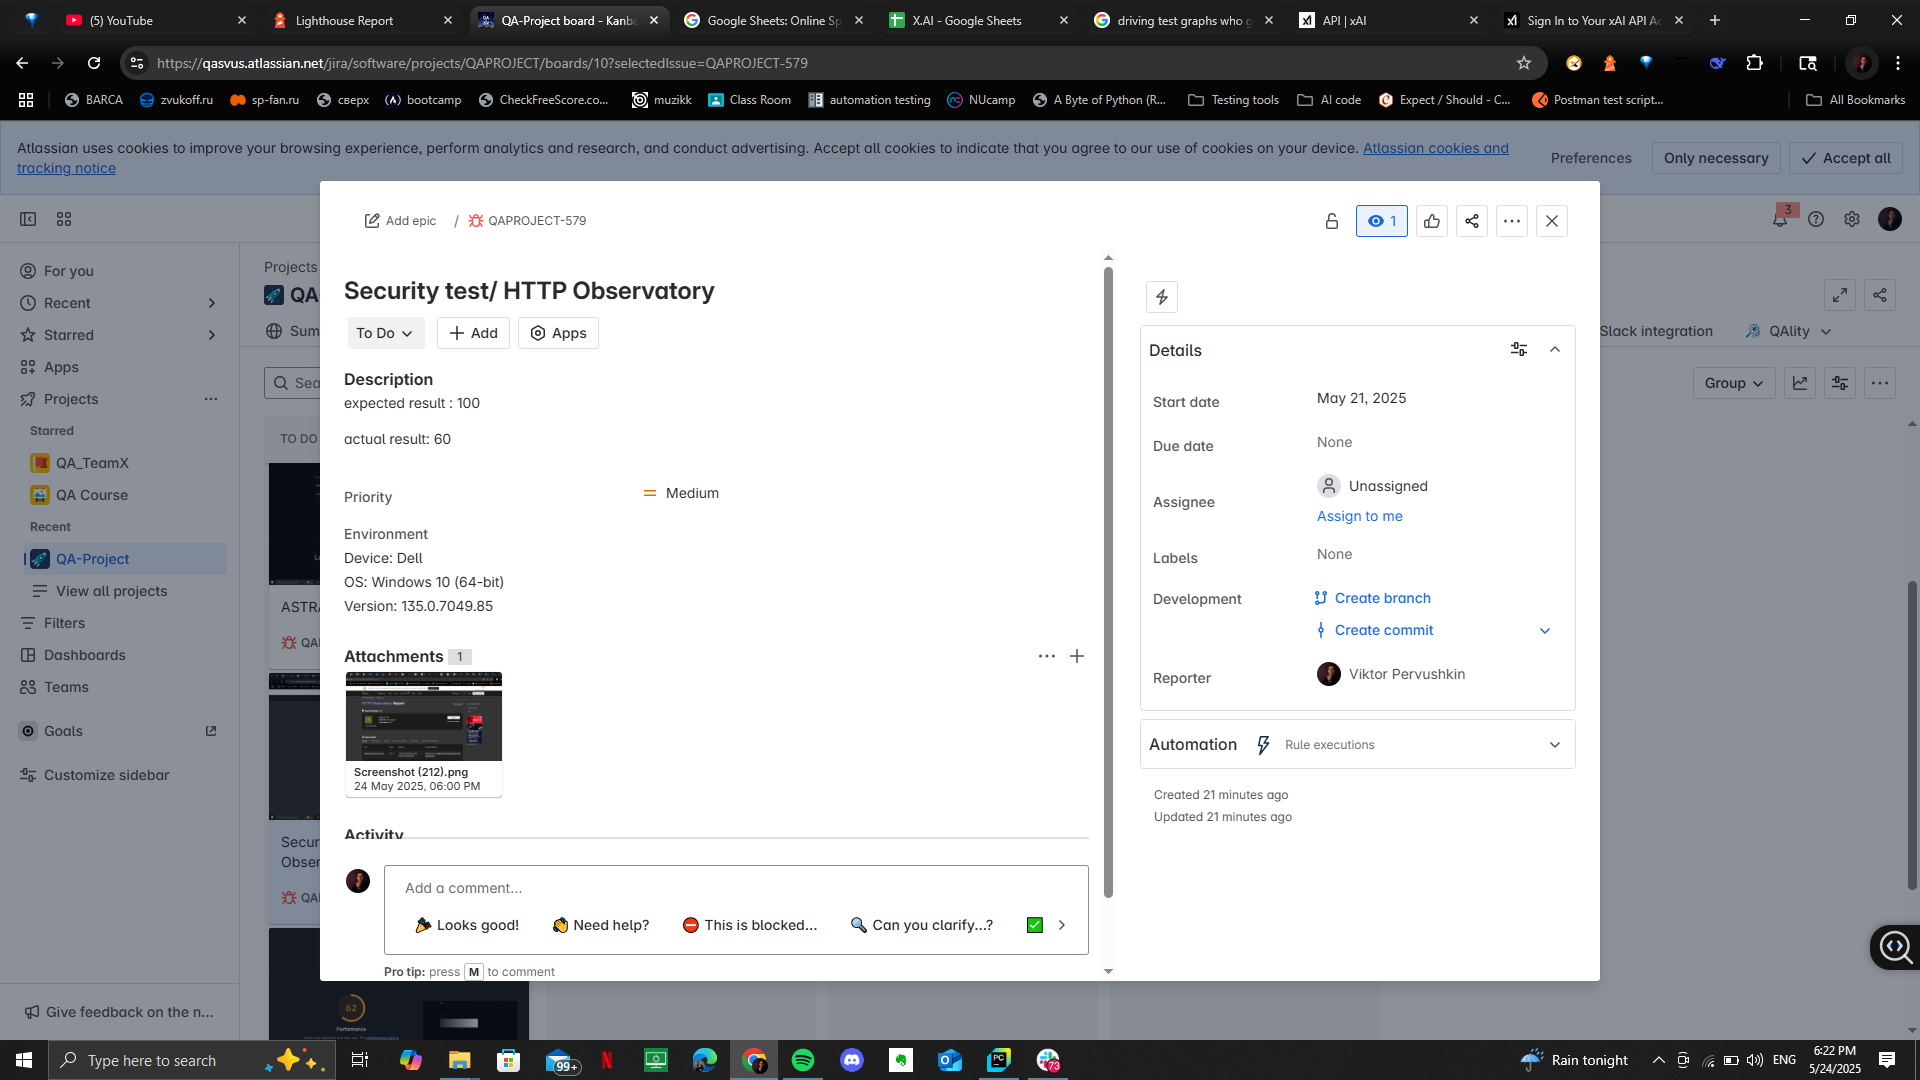 (5) YouTube
Lighthouse Report
QA-Project board - Kanba
Google Sheets: Online Sp
X.AI - Google Sheets
driving test graphs who g
API | xAI
Sign In to Your xAI API Ac
https://qasvus.atlassian.net/jira/software/projects/QAPROJECT/boards/10?selectedIssue=QAPROJECT-579
BARCA
zvukoff.ru
sp-fan.ru
сверх
bootcamp
CheckFreeScore.co...
muzikk
Class Room
automation testing
NUcamp
A Byte of Python (R...
Testing tools
AI code
Expect / Should - C...
Postman test script...
All Bookmarks
Atlassian uses cookies to improve your browsing experience, perform analytics and research, and conduct advertising. Accept all cookies to indicate that you agree to our use of cookies on your device. Atlassian cookies and
tracking notice
Preferences
Only necessary
Accept all
Add epic
/
QAPROJECT-579
1
3
For you
Recent
Starred
Apps
Projects
Starred
QA_TeamX
QA Course
Recent
QA-Project
View all projects
Filters
Dashboards
Teams
Goals
Customize sidebar
Give feedback on the n...
Projects
QA
Sum
Sea
TO DO
ASTRA
QAI
Secur
Obser
QAI
62
Performance
Slack integration
QAlity
Group
Security test/ HTTP Observatory
To Do
Add
Apps
Description
expected result : 100
actual result: 60
Priority
Medium
Environment
Device: Dell
OS: Windows 10 (64-bit)
Version: 135.0.7049.85
Attachments 1
HTTP Observatory Report
Screenshot (212).png
24 May 2025, 06:00 PM
Activity
Add a comment...
Looks good!
Need help?
This is blocked...
Can you clarify...?
Pro tip: press M to comment
Details
Start date
May 21, 2025
Due date
None
Assignee
Unassigned
Assign to me
Labels
None
Development
Create branch
Create commit
Reporter
Viktor Pervushkin
Automation
Rule executions
Created 21 minutes ago
Updated 21 minutes ago
Type here to search
99+
PC
73
Rain tonight
ENG
6:22 PM
5/24/2025